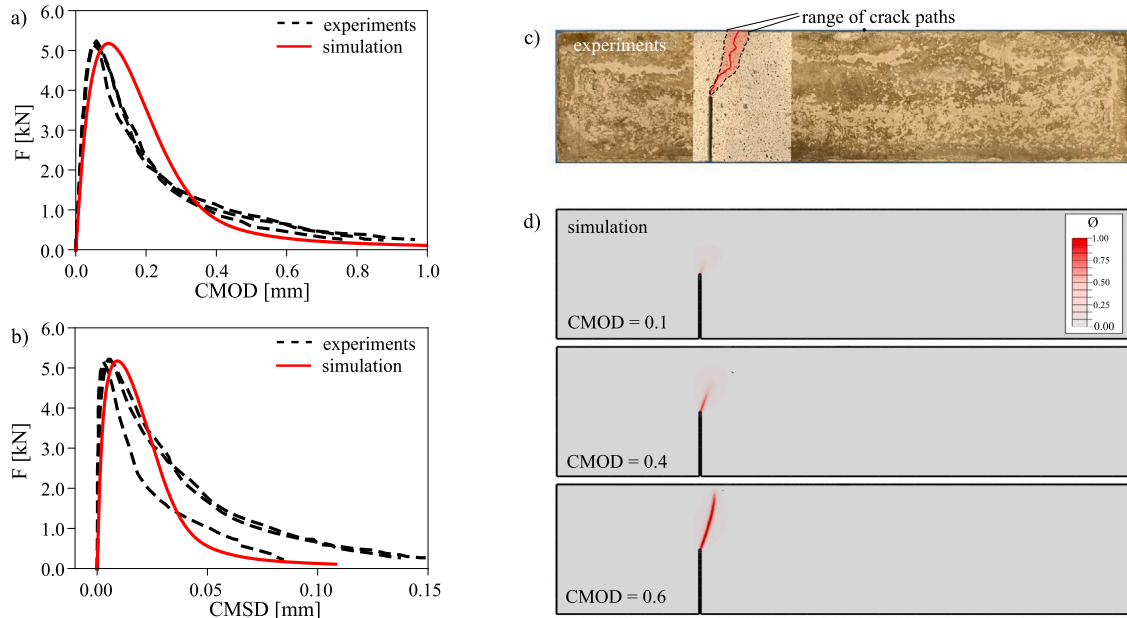 a)
F [kN]
6.0
5.0
4.0
3.0
2.0
1.0
0.0
experiments
simulation
0.0 0.2 0.4 0.6 0.8 1.0
CMOD [mm]
b)
F [kN]
6.0
5.0
4.0
3.0
2.0
1.0
0.0
experiments
simulation
0.00 0.05 0.10 0.15
CMSD [mm]
c)
range of crack paths
experiments
d)
simulation
Ø
1.00
0.75
0.50
0.25
0.00
CMOD = 0.1
CMOD = 0.4
CMOD = 0.6